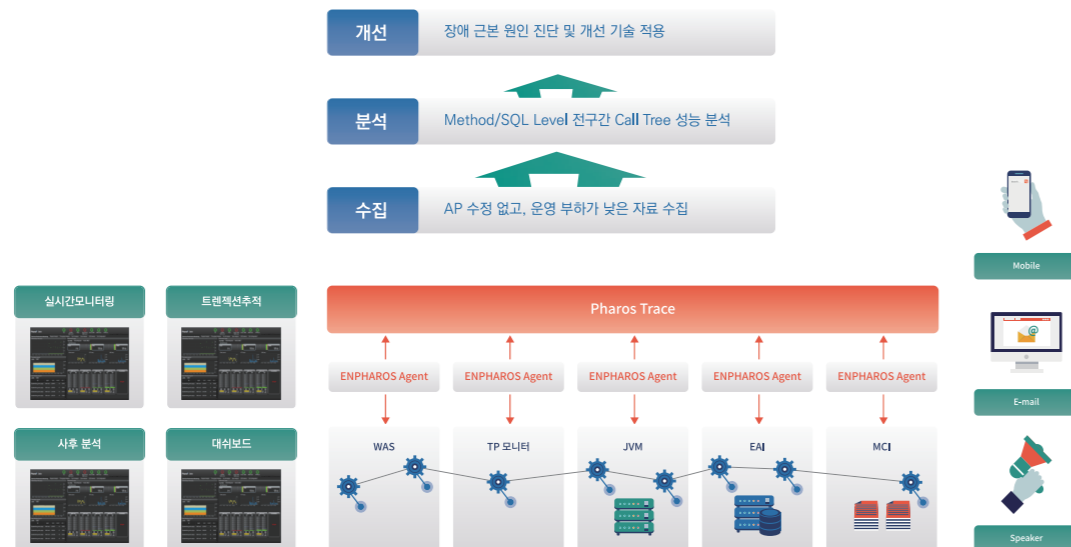 개선
장애 근본 원인 진단 및 개선 기술 적용
분석
Method/SQL Level 전구간 Call Tree 성능 분석
수집
AP 수정 없고, 운영 부하가 낮은 자료 수집
실시간모니터링
트렌젝션추적
사후 분석
대쉬보드
Pharos Trace
ENPHAROS Agent
ENPHAROS Agent
ENPHAROS Agent
ENPHAROS Agent
ENPHAROS Agent
WAS
TP 모니터
JVM
EAI
MCI
Mobile
@
E-mail
Speaker